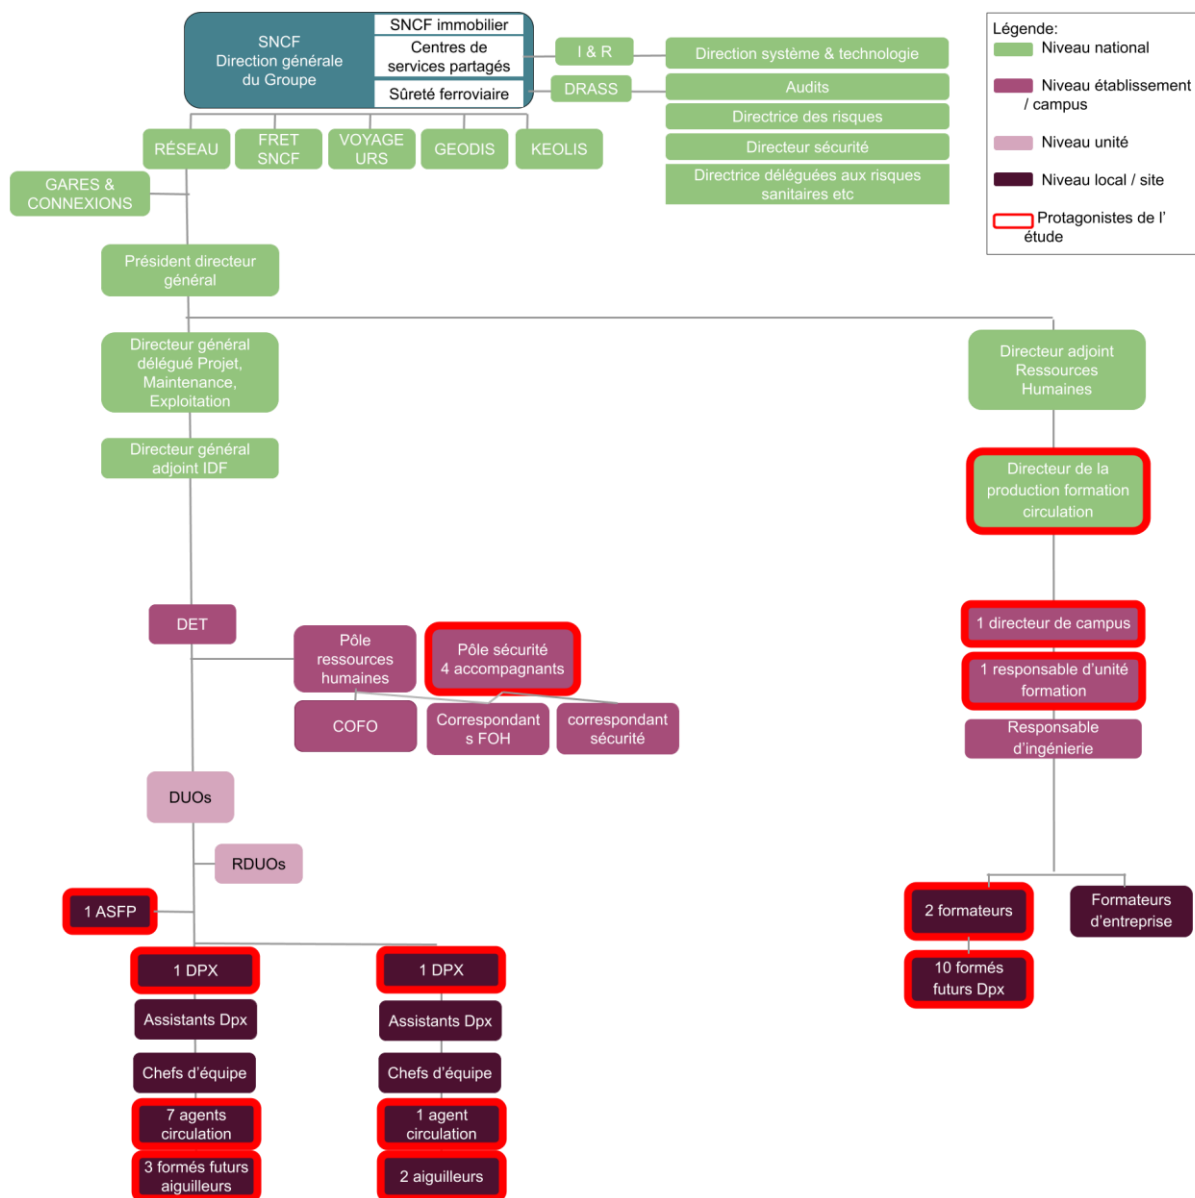 SNCF
Direction générale
du Groupe
SNCF immobilier
Centres de
services partagés
Sûreté ferroviaire
I & R
DRASS
Direction système & technologie
Audits
Directrice des risques
Directeur sécurité
Directrice déléguées aux risques
sanitaires etc
Légende:
Niveau national
Niveau établissement
/ campus
Niveau unité
Niveau local / site
Protagonistes de l'
étude
RÉSEAU
FRET
SNCF
VOYAGE
URS
GEODIS
KEOLIS
GARES &
CONNEXIONS
Président directeur
général
Directeur général
délégué Projet,
Maintenance,
Exploitation
Directeur général
adjoint IDF
Directeur adjoint
Ressources
Humaines
Directeur de la
production formation
circulation
DET
Pôle
ressources
humaines
Pôle sécurité
4 accompagnants
COFO
Correspondant
s FOH
correspondant
sécurité
1 directeur de campus
1 responsable d'unité
formation
Responsable
d'ingénierie
DUOs
RDUOs
1 ASFP
1 DPX
Assistants Dpx
Chefs d'équipe
7 agents
circulation
3 formés futurs
aiguilleurs
1 DPX
Assistants Dpx
Chefs d'équipe
1 agent
circulation
2 aiguilleurs
2 formateurs
Formateurs
d'entreprise
10 formés
futurs Dpx